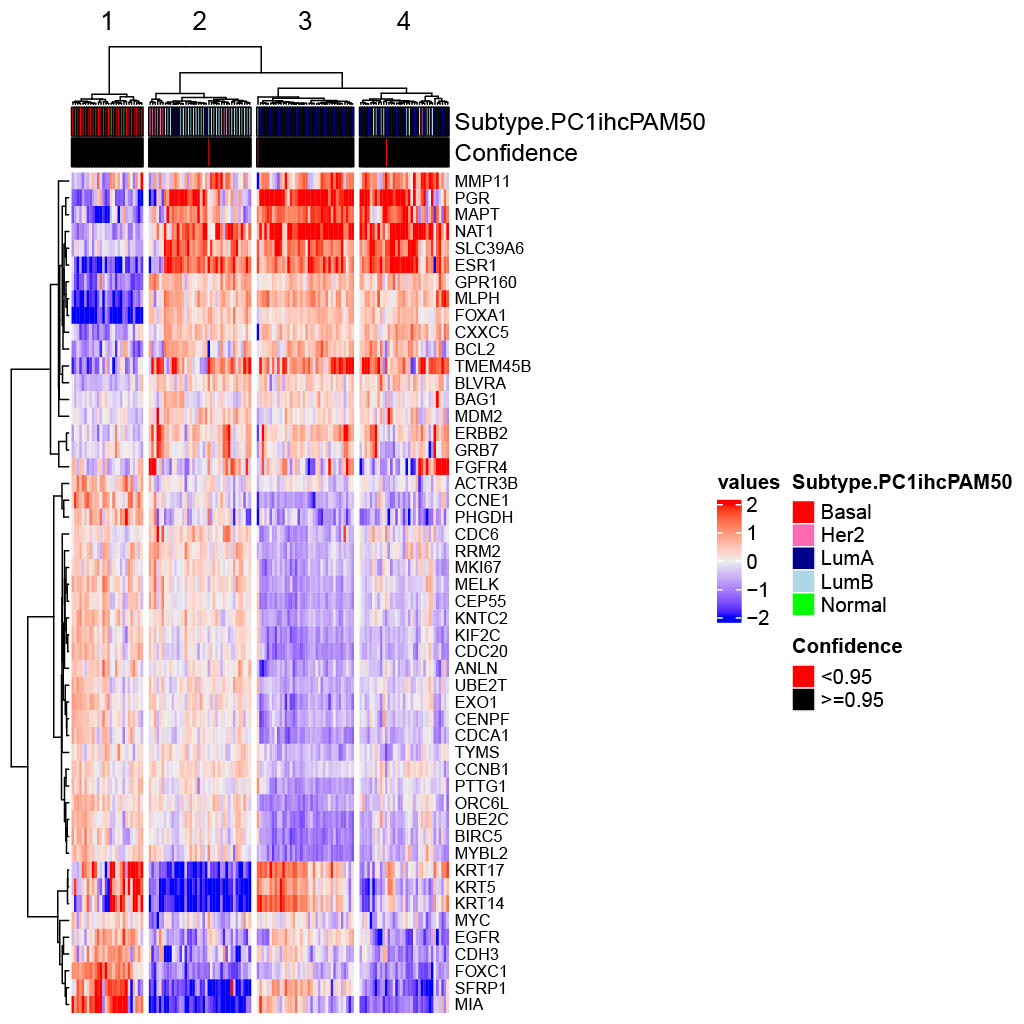 1 2 3 4
Subtype.PC1ihcPAM50
Confidence
MMP11
PGR
MAPT
NAT1
SLC39A6
ESR1
GPR160
MLPH
FOXA1
CXXC5
BCL2
TMEM45B
BLVRA
BAG1
MDM2
ERBB2
GRB7
FGFR4
ACTR3B
CCNE1
PHGDH
CDC6
RRM2
MKI67
MELK
CEP55
KNTC2
KIF2C
CDC20
ANLN
UBE2T
EXO1
CENPF
CDCA1
TYMS
CCNB1
PTTG1
ORC6L
UBE2C
BIRC5
MYBL2
KRT17
KRT5
KRT14
MYC
EGFR
CDH3
FOXC1
SFRP1
MIA
values
2
1
0
−1
−2
Subtype.PC1ihcPAM50
Basal
Her2
LumA
LumB
Normal
Confidence
<0.95
>=0.95